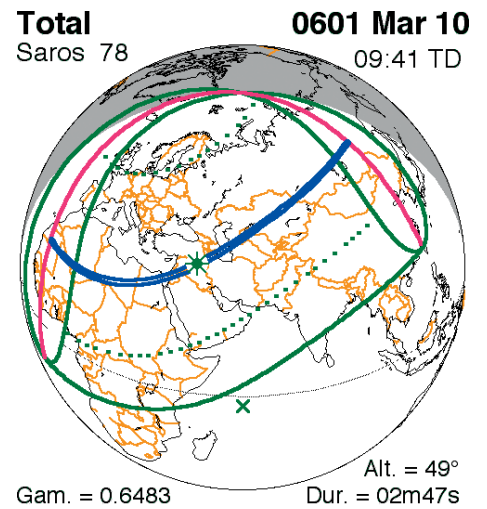 Total
0601 Mar 10
Saros 78
09:41 TD
Alt. = 49°
Gam. = 0.6483
Dur. = 02m47s